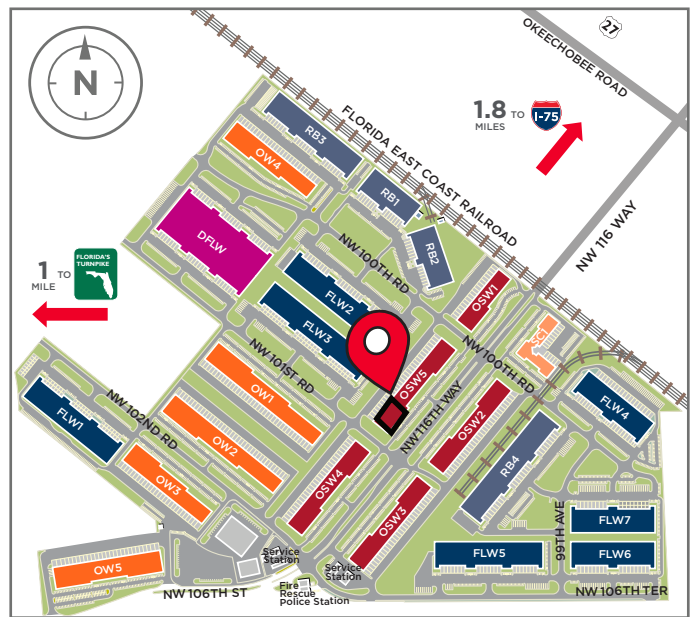 N
27
OKEECHOBEE ROAD
1.8 TO
MILES
I-75
FLORIDA EAST COAST RAILROAD
NW 116 WAY
RB3
OW4
RB1
RB2
DFLW
NW 100TH RD
FLORIDA'S
TURNPIKE
1 TO
MILE
FLW2
FLW3
OSW1
SC1
NW 100TH RD
NW 101ST RD
OSW5
NW 116TH WAY
OSW2
FLW4
OW1
FLW1
NW 102ND RD
OW2
OW3
OSW4
OSW3
RB4
99TH AVE
FLW7
FLW5
FLW6
OW5
Service
Station
Service
Station
NW 106TH ST
Fire
Rescue
Police Station
NW 106TH TER